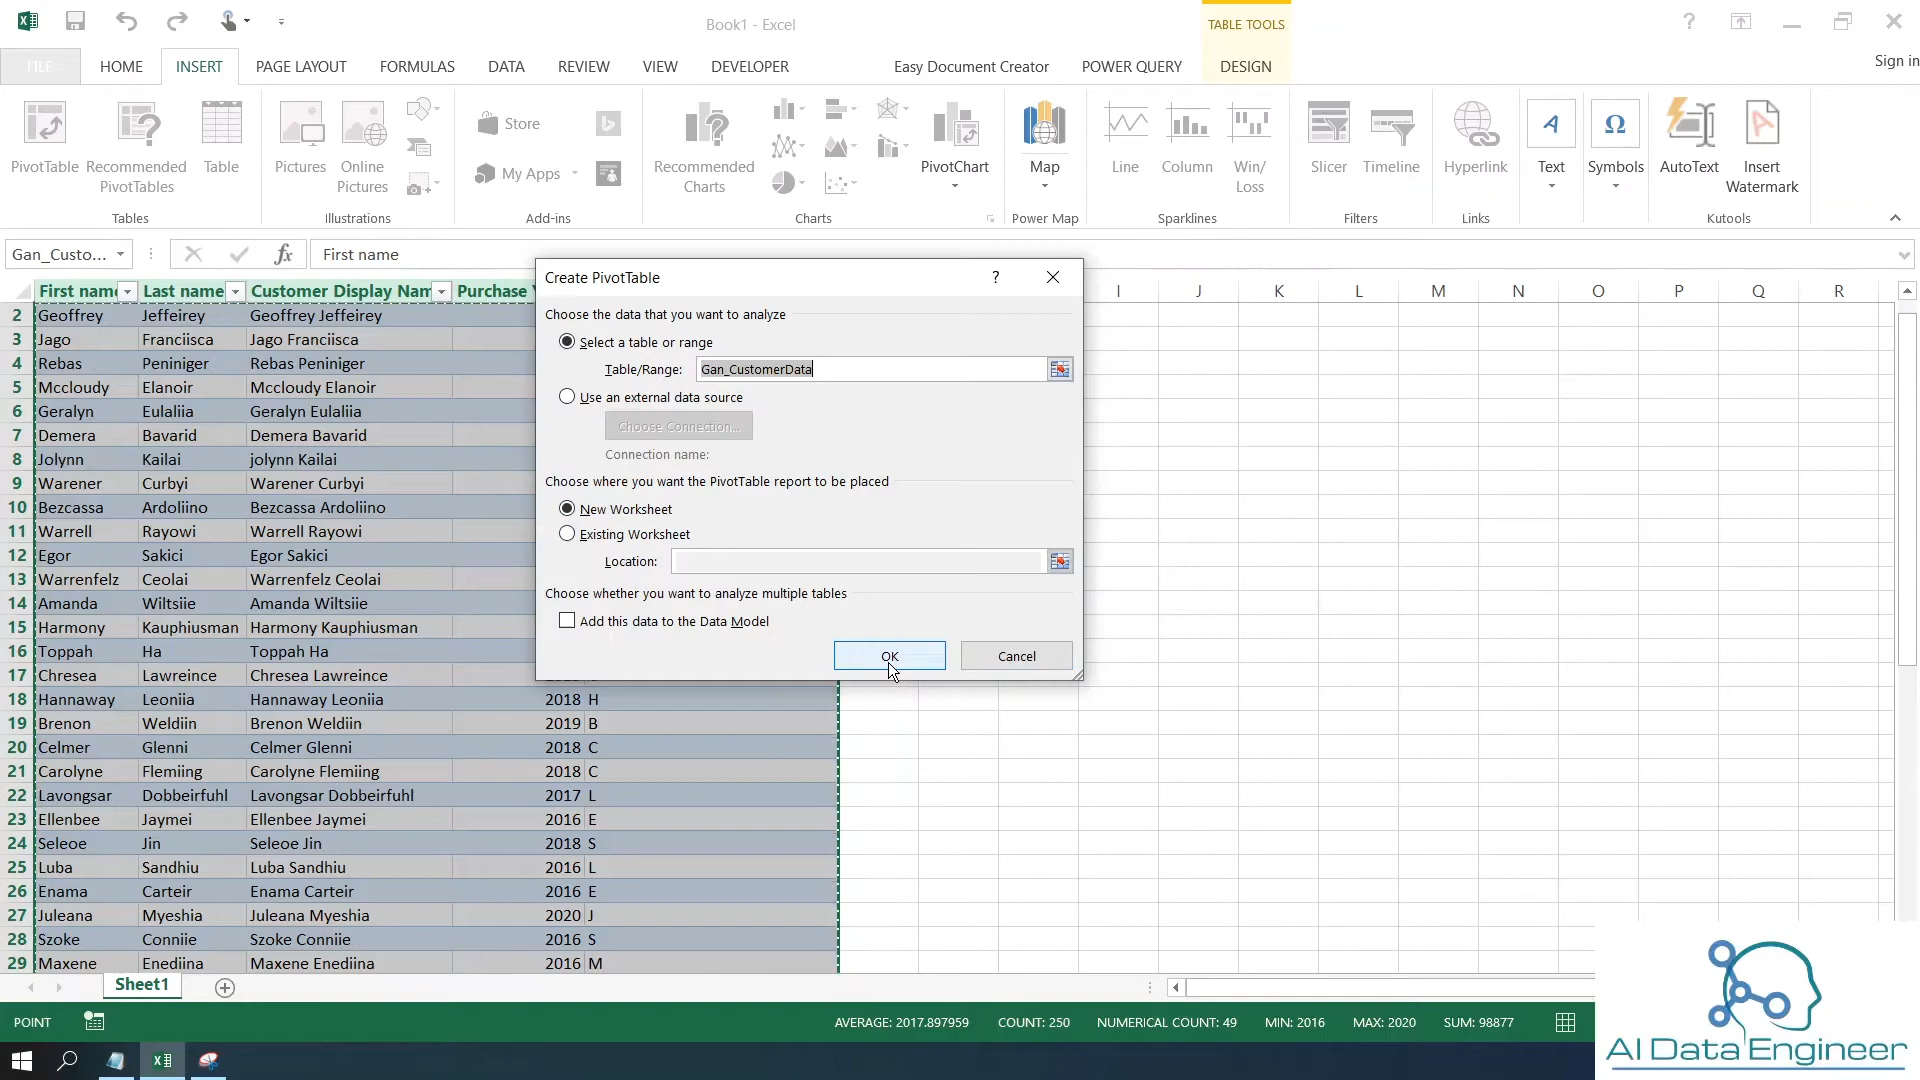 Book1 - Excel
TABLE TOOLS
FILE
HOME
INSERT
PAGE LAYOUT
FORMULAS
DATA
REVIEW
VIEW
DEVELOPER
Easy Document Creator
POWER QUERY
DESIGN
Sign in
PivotTable
Recommended PivotTables
Table
Pictures
Online Pictures
Store
My Apps
Recommended Charts
PivotChart
Map
Line
Column
Win/ Loss
Slicer
Timeline
Hyperlink
Text
Symbols
AutoText
Insert Watermark
Tables
Illustrations
Add-ins
Charts
Power Map
Sparklines
Filters
Links
Kutools
Gan_Custo...
fx
First name
First name Last name Customer Display Nam Purchase
I J K L M N O P Q R
2 Geoffrey Jeffeirey Geoffrey Jeffeirey
3 Jago Franciisca Jago Franciisca
4 Rebas Peniniger Rebas Peniniger
5 Mccloudy Elanoir Mccloudy Elanoir
6 Geralyn Eulaliia Geralyn Eulaliia
7 Demera Bavarid Demera Bavarid
8 Jolynn Kailai jolynn Kailai
9 Warener Curbyi Warener Curbyi
10 Bezcassa Ardoliino Bezcassa Ardoliino
11 Warrell Rayowi Warrell Rayowi
12 Egor Sakici Egor Sakici
13 Warrenfelz Ceolai Warrenfelz Ceolai
14 Amanda Wiltsiie Amanda Wiltsiie
15 Harmony Kauphiusman Harmony Kauphiusman
16 Toppah Ha Toppah Ha
17 Chresea Lawreince Chresea Lawreince
18 Hannaway Leoniia Hannaway Leoniia 2018 H
19 Brenon Weldiin Brenon Weldiin 2019 B
20 Celmer Glenni Celmer Glenni 2018 C
21 Carolyne Flemiing Carolyne Flemiing 2018 C
22 Lavongsar Dobbeirfuhl Lavongsar Dobbeirfuhl 2017 L
23 Ellenbee Jaymei Ellenbee Jaymei 2016 E
24 Seleoe Jin Seleoe Jin 2018 S
25 Luba Sandhiu Luba Sandhiu 2016 L
26 Enama Carteir Enama Carteir 2016 E
27 Juleana Myeshia Juleana Myeshia 2020 J
28 Szoke Conniie Szoke Conniie 2016 S
29 Maxene Enediina Maxene Enediina 2016 M
Create PivotTable
Choose the data that you want to analyze
Select a table or range
Table/Range: Gan_CustomerData
Use an external data source
Choose Connection...
Connection name:
Choose where you want the PivotTable report to be placed
New Worksheet
Existing Worksheet
Location:
Choose whether you want to analyze multiple tables
Add this data to the Data Model
OK
Cancel
Sheet1
POINT
AVERAGE: 2017.897959
COUNT: 250
NUMERICAL COUNT: 49
MIN: 2016
MAX: 2020
SUM: 98877
AI Data Engineer